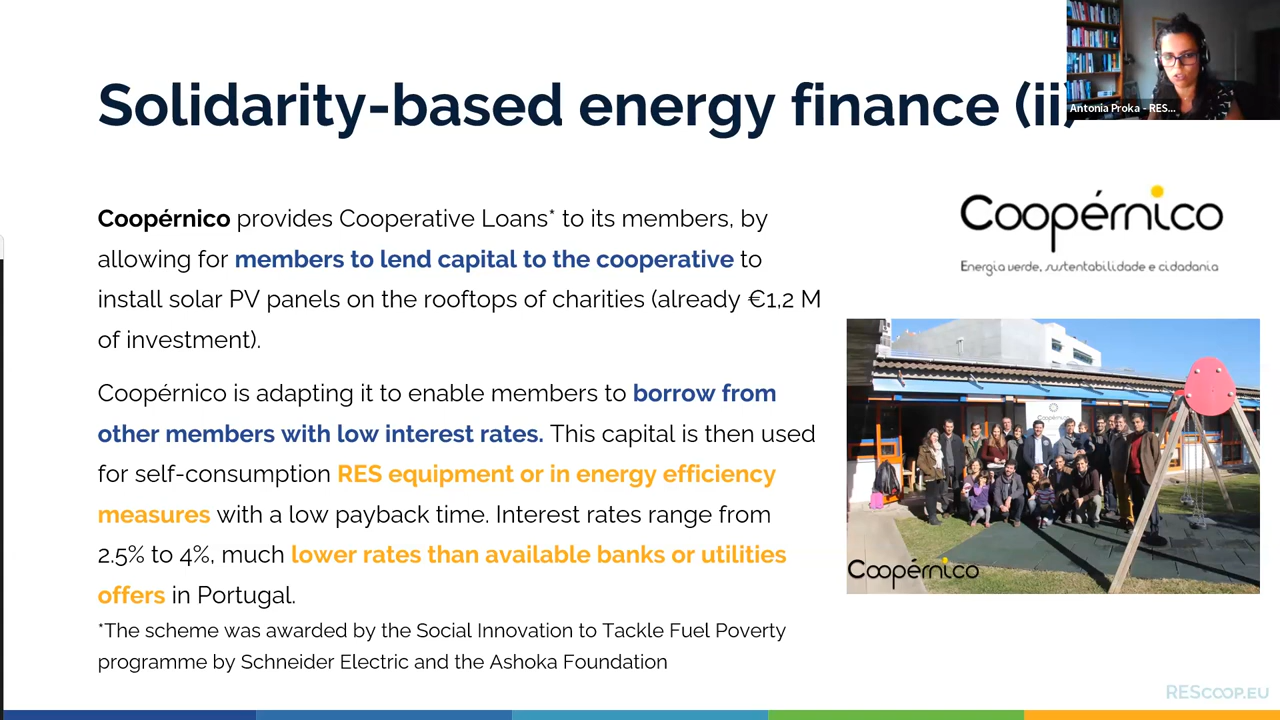 Solidarity-based energy finance (ii)
Antonia Proka - RES...
Coopérnico provides Cooperative Loans* to its members, by
allowing for members to lend capital to the cooperative to
install solar PV panels on the rooftops of charities (already €1,2 M
of investment).
Coopérnico is adapting it to enable members to borrow from
other members with low interest rates. This capital is then used
for self-consumption RES equipment or in energy efficiency
measures with a low payback time. Interest rates range from
2.5% to 4%, much lower rates than available banks or utilities
offers in Portugal.
*The scheme was awarded by the Social Innovation to Tackle Fuel Poverty
programme by Schneider Electric and the Ashoka Foundation
Coopérnico
Energia verde, sustentabilidade e cidadania
Coopérnico
Coopérnico
REScoop.eu